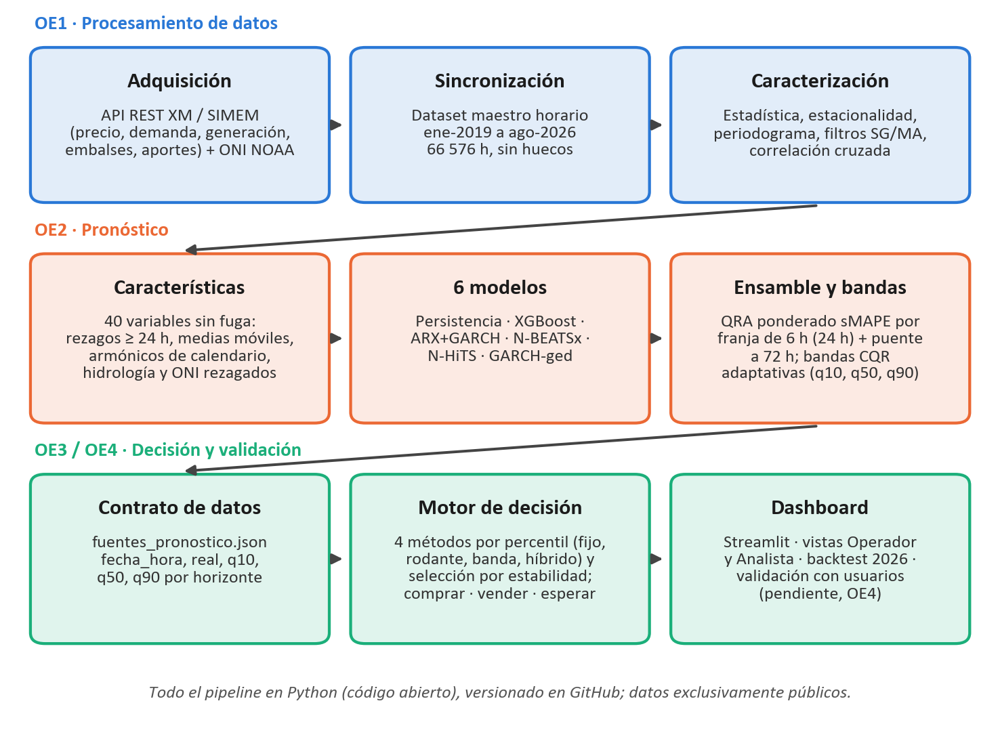 OE1 · Procesamiento de datos
Adquisición
API REST XM / SIMEM
(precio, demanda, generación,
embalses, aportes) + ONI NOAA
Sincronización
Dataset maestro horario
ene-2019 a ago-2026
66 576 h, sin huecos
Caracterización
Estadística, estacionalidad,
periodograma, filtros SG/MA,
correlación cruzada
OE2 · Pronóstico
Características
40 variables sin fuga:
rezagos ≥ 24 h, medias móviles,
armónicos de calendario,
hidrología y ONI rezagados
6 modelos
Persistencia · XGBoost ·
ARX+GARCH · N-BEATSx ·
N-HiTS · GARCH-ged
Ensamble y bandas
QRA ponderado sMAPE por
franja de 6 h (24 h) + puente
a 72 h; bandas CQR
adaptativas (q10, q50, q90)
OE3 / OE4 · Decisión y validación
Contrato de datos
fuentes_pronostico.json
fecha_hora, real, q10,
q50, q90 por horizonte
Motor de decisión
4 métodos por percentil (fijo,
rodante, banda, híbrido) y
selección por estabilidad;
comprar · vender · esperar
Dashboard
Streamlit · vistas Operador
y Analista · backtest 2026 ·
validación con usuarios
(pendiente, OE4)
Todo el pipeline en Python (código abierto), versionado en GitHub; datos exclusivamente públicos.